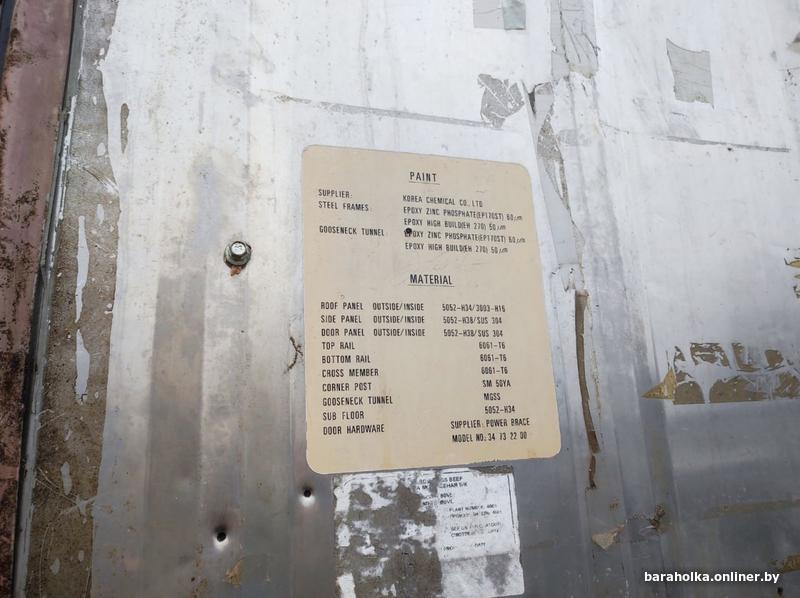 PAINT
SUPPLIER: KOREA CHEMICAL CO., LTD
STEEL FRAMES: EPOXY ZINC PHOSPHATE(EP170ST) 60㎛
EPOXY HIGH BUILD(EH 270) 50㎛
GOOSENECK TUNNEL: EPOXY ZINC PHOSPHATE(EP170ST) 60㎛
EPOXY HIGH BUILD(EH 270) 50㎛
MATERIAL
ROOF PANEL OUTSIDE/INSIDE 5052-H34/3003-H16
SIDE PANEL OUTSIDE/INSIDE 5052-H38/SUS 304
DOOR PANEL OUTSIDE/INSIDE 5052-H38/SUS 304
TOP RAIL 6061-T6
BOTTOM RAIL 6061-T6
CROSS MEMBER 6061-T6
CORNER POST SM 50YA
GOOSENECK TUNNEL MGSS
SUB FLOOR 5052-H34
DOOR HARDWARE SUPPLIER: POWER BRACE
MODEL NO: 34 73 22 00
BEEF
PLANT NUMBER
DATE
baraholka.onliner.by